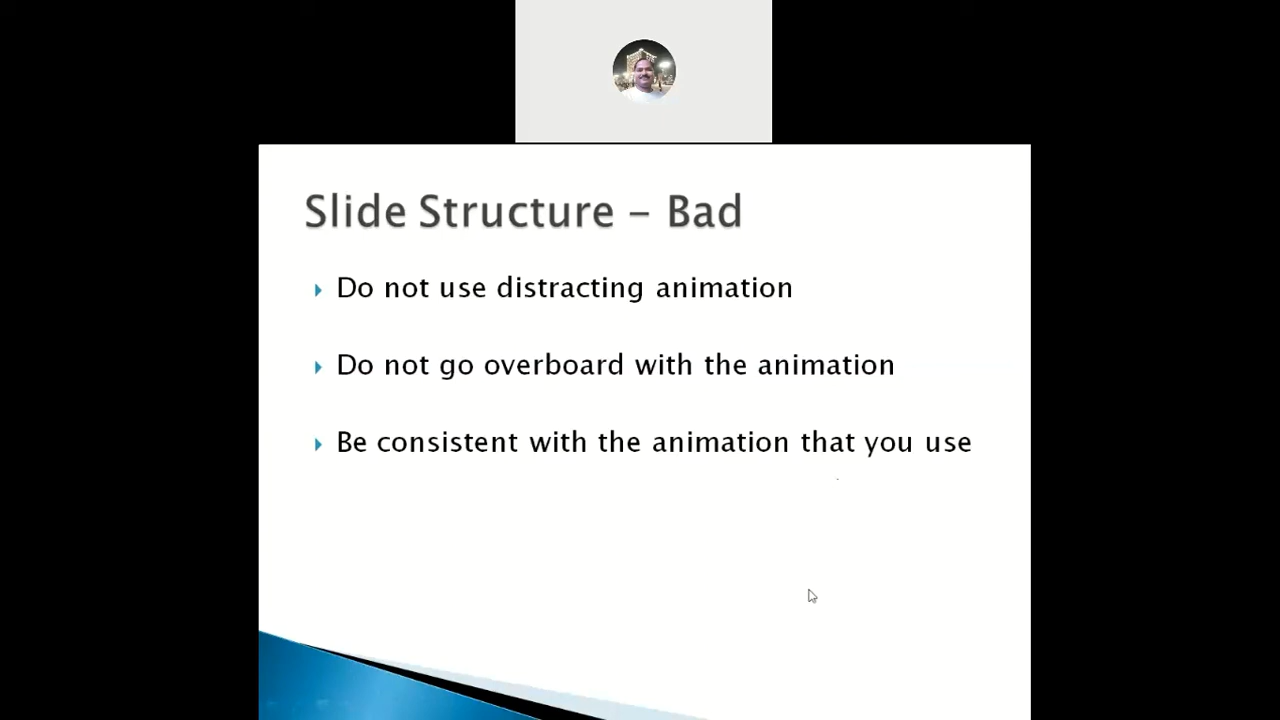 Slide Structure – Bad
Do not use distracting animation
Do not go overboard with the animation
Be consistent with the animation that you use